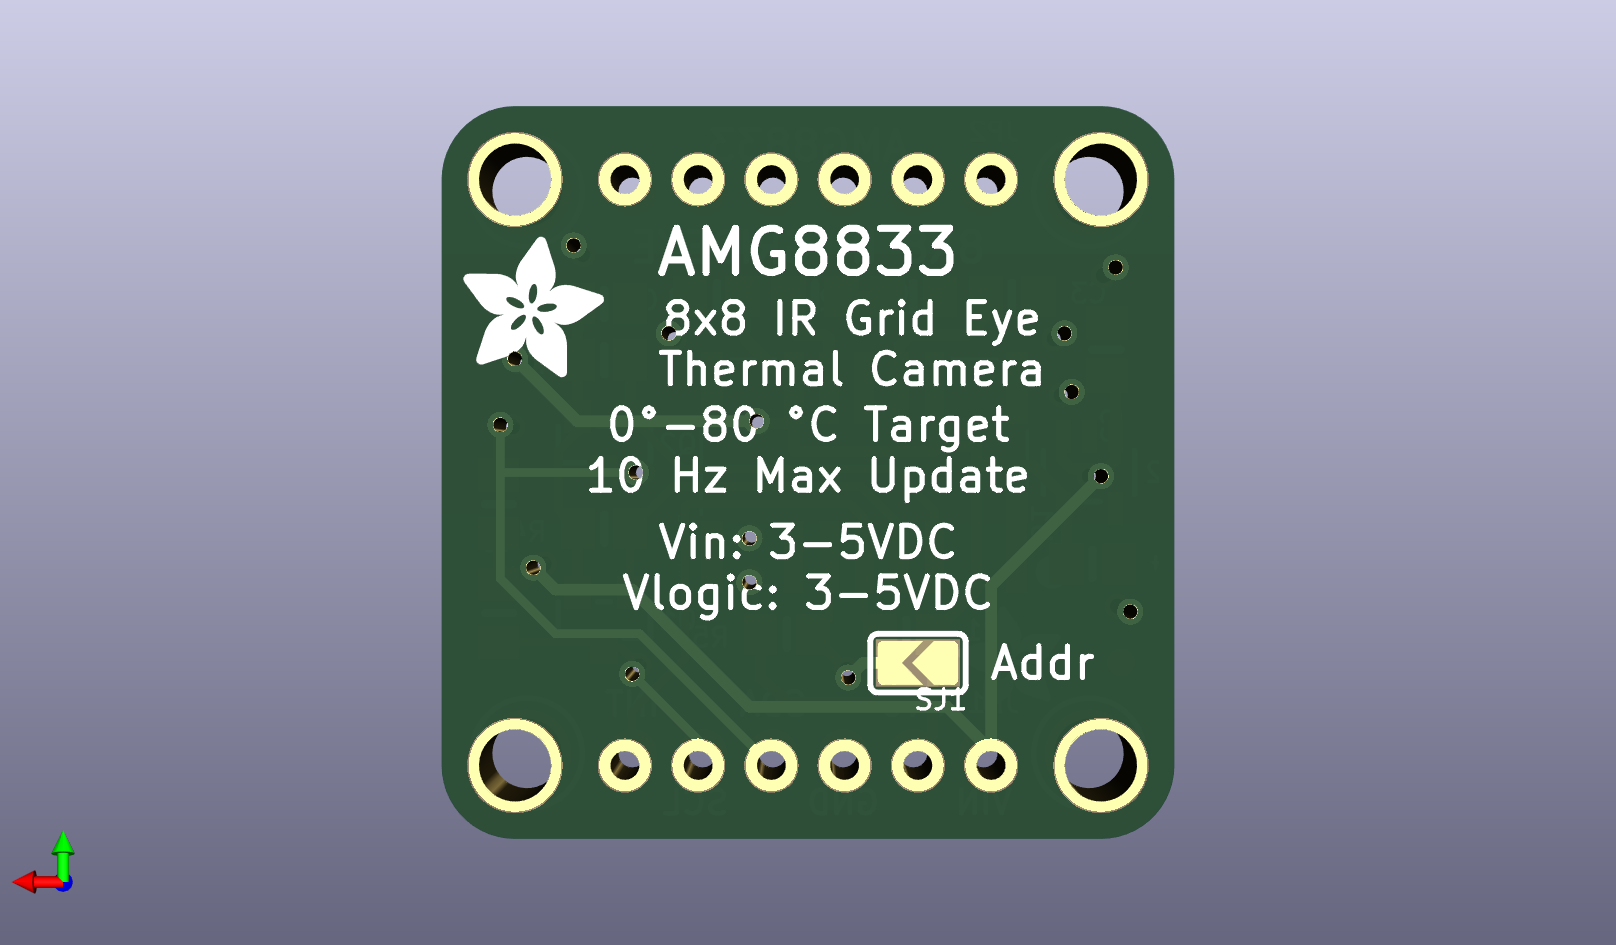 AMG8833
8x8 IR Grid Eye
Thermal Camera
0°-80 °C Target
10 Hz Max Update
Vin: 3-5VDC
Vlogic: 3-5VDC
Addr
SJ1